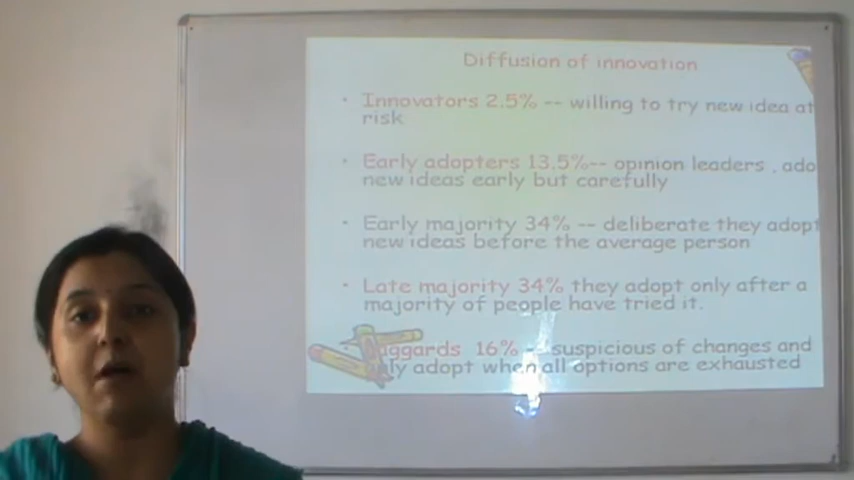 Diffusion of innovation
• Innovators 2.5% -- willing to try new idea at
risk
• Early adopters 13.5%-- opinion leaders , ado
new ideas early but carefully
• Early majority 34% -- deliberate they adopt
new ideas before the average person
• Late majority 34% they adopt only after a
majority of people have tried it.
aggards 16% -- suspicious of changes and
ly adopt when all options are exhausted